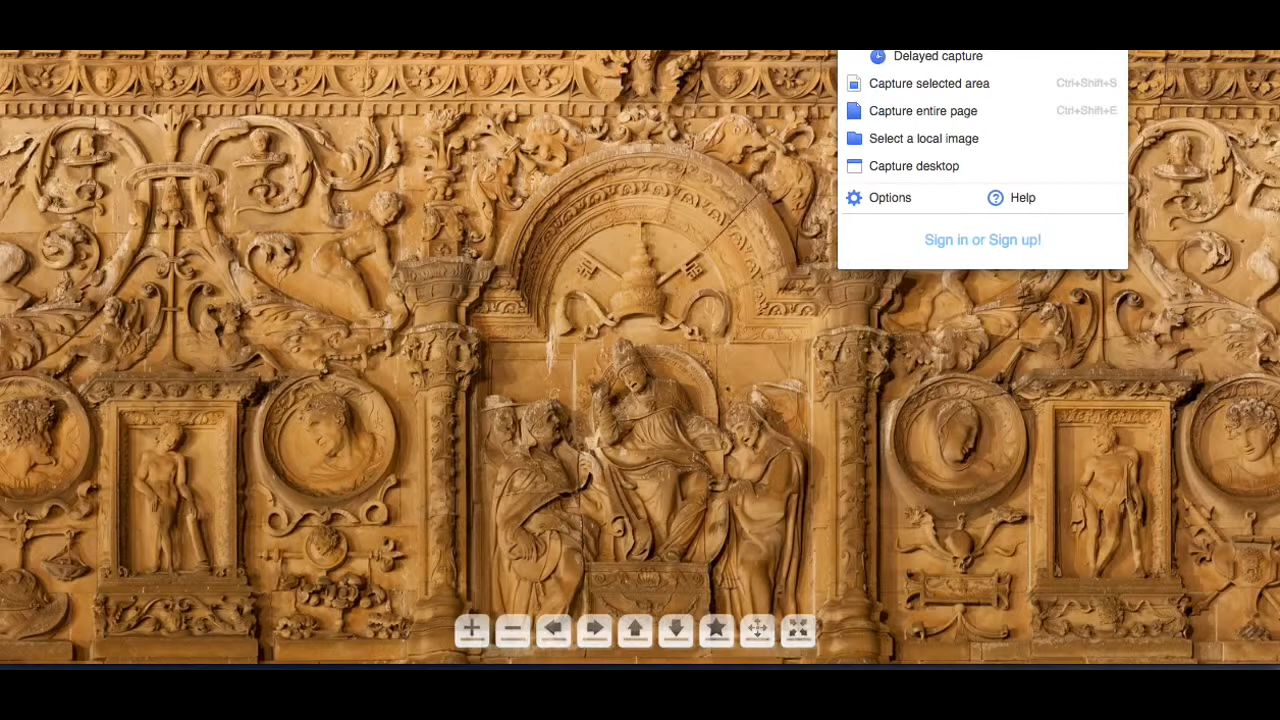 Delayed capture
Capture selected area Ctrl+Shift+S
Capture entire page Ctrl+Shift+E
Select a local image
Capture desktop
Options Help
Sign in or Sign up!